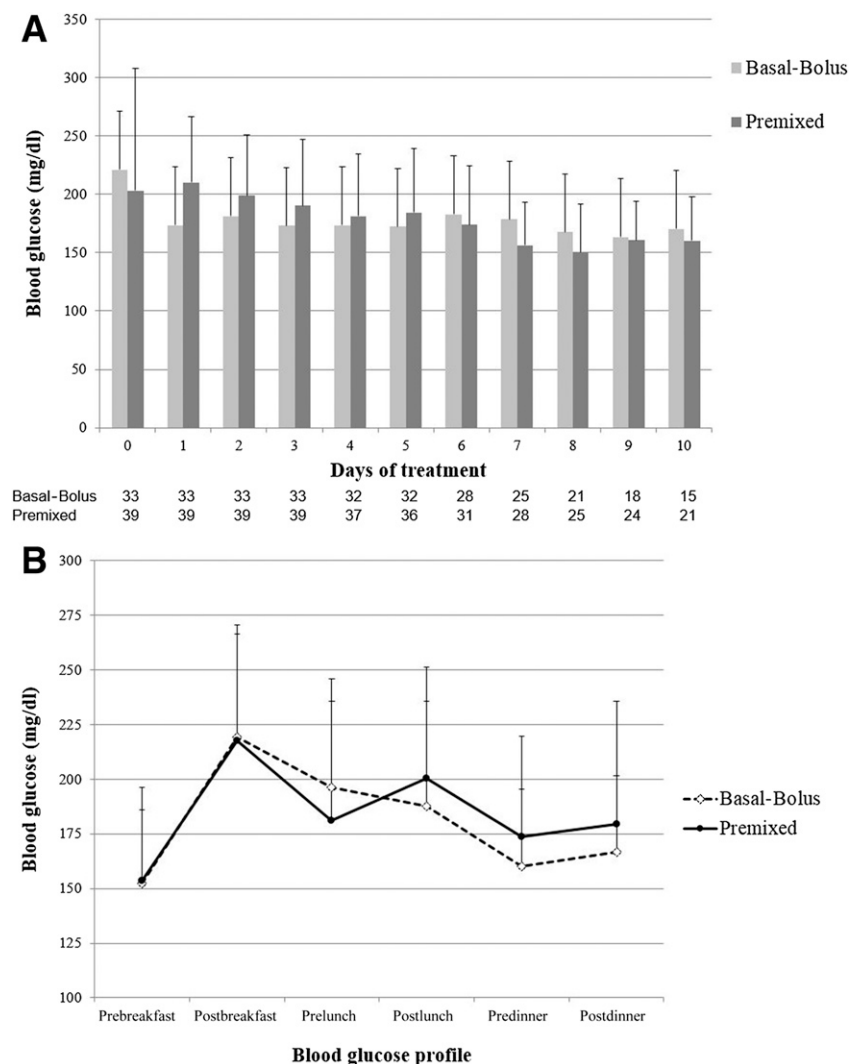 A
Blood glucose (mg/dl)
350
300
250
200
150
100
50
0
0 1 2 3 4 5 6 7 8 9 10
Days of treatment
Basal-Bolus
Premixed
Basal-Bolus 33 33 33 33 32 32 28 25 21 18 15
Premixed 39 39 39 39 37 36 31 28 25 24 21
B
Blood glucose (mg/dl)
300
275
250
225
200
175
150
125
100
Prebreakfast Postbreakfast Prelunch Postlunch Predinner Postdinner
Blood glucose profile
Basal-Bolus
Premixed